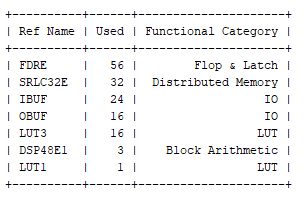 +----------+------+---------------------+
| Ref Name | Used | Functional Category |
+----------+------+---------------------+
| FDRE     |   56 |        Flop & Latch |
| SRLC32E  |   32 |  Distributed Memory |
| IBUF     |   24 |                  IO |
| OBUF     |   16 |                  IO |
| LUT3     |   16 |                 LUT |
| DSP48E1  |    3 |    Block Arithmetic |
| LUT1     |    1 |                 LUT |
+----------+------+---------------------+